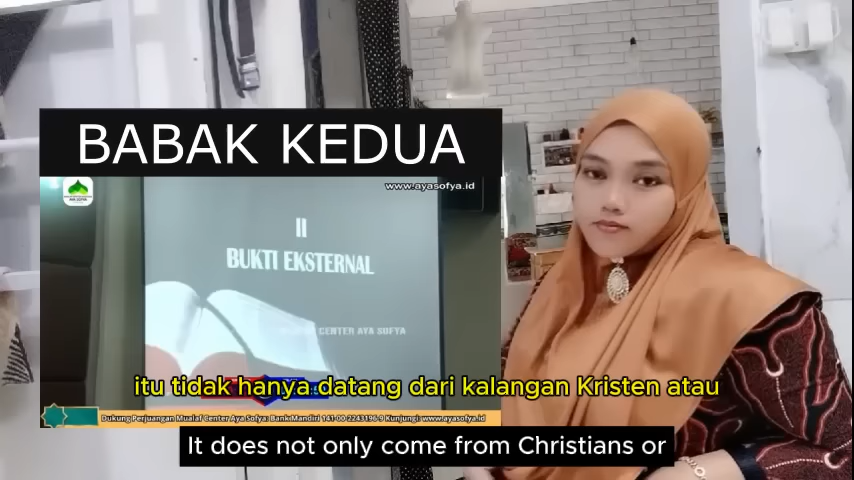 BABAK KEDUA
www.ayasofya.id
AYA SOFYA
II
BUKTI EKSTERNAL
CENTER AYA SOFYA
itu tidak hanya datang dari kalangan Kristen atau
Dukung Perjuangan Mualaf Center Aya Sofya: Bank Mandiri 141-00-2243196-9 Kunjungi: www.ayasofya.id
It does not only come from Christians or